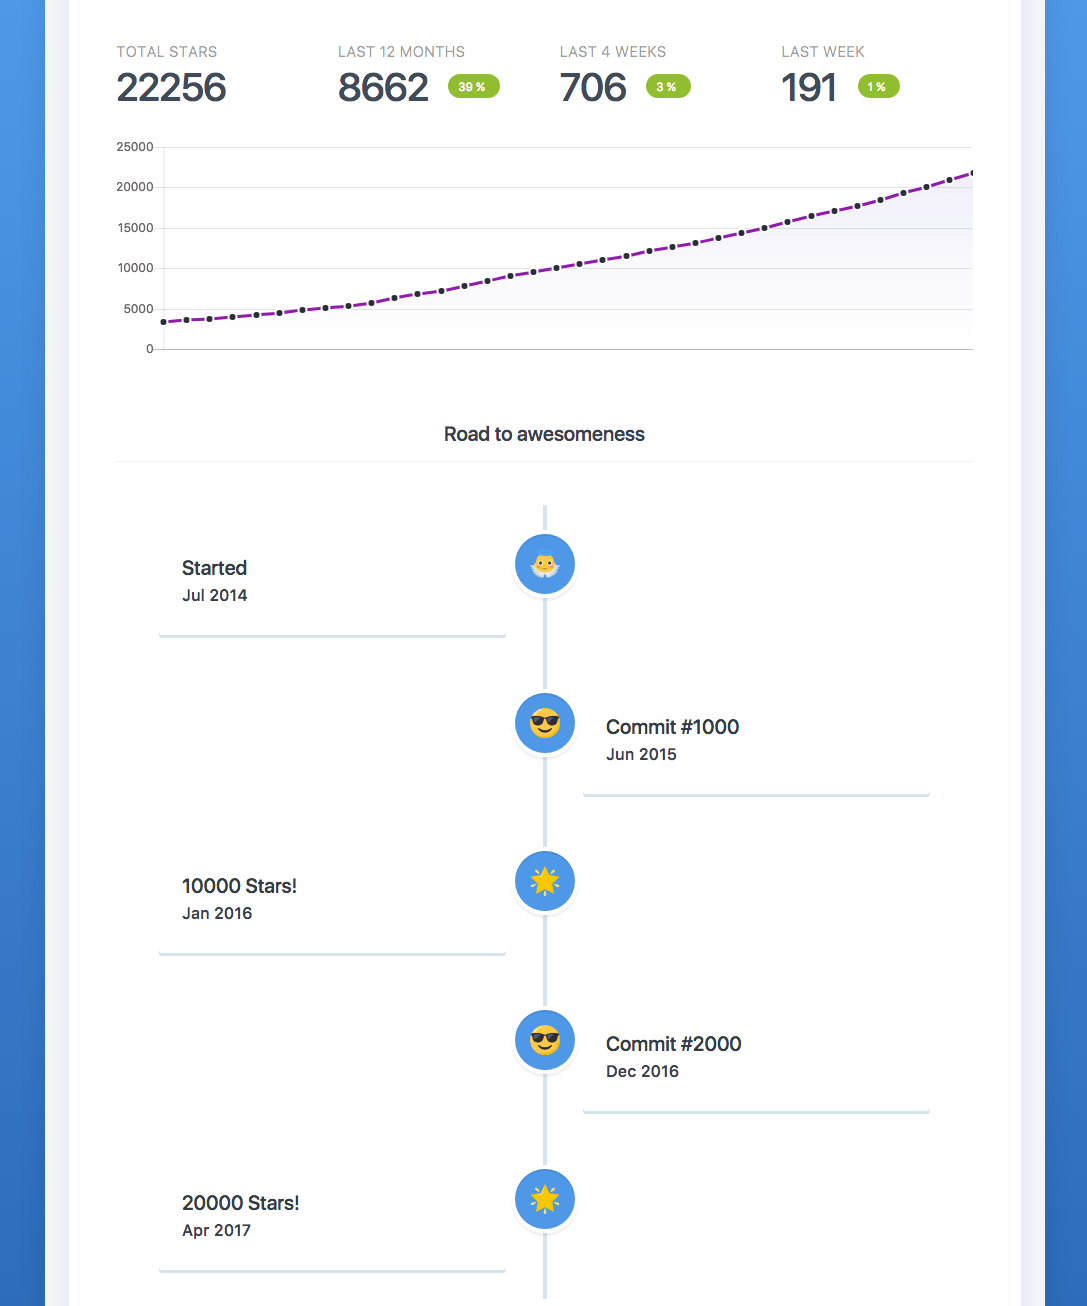 TOTAL STARS
22256
LAST 12 MONTHS
8662 39 %
LAST 4 WEEKS
706 3 %
LAST WEEK
191 1 %
25000
20000
15000
10000
5000
0
Road to awesomeness
Started
Jul 2014
Commit #1000
Jun 2015
10000 Stars!
Jan 2016
Commit #2000
Dec 2016
20000 Stars!
Apr 2017